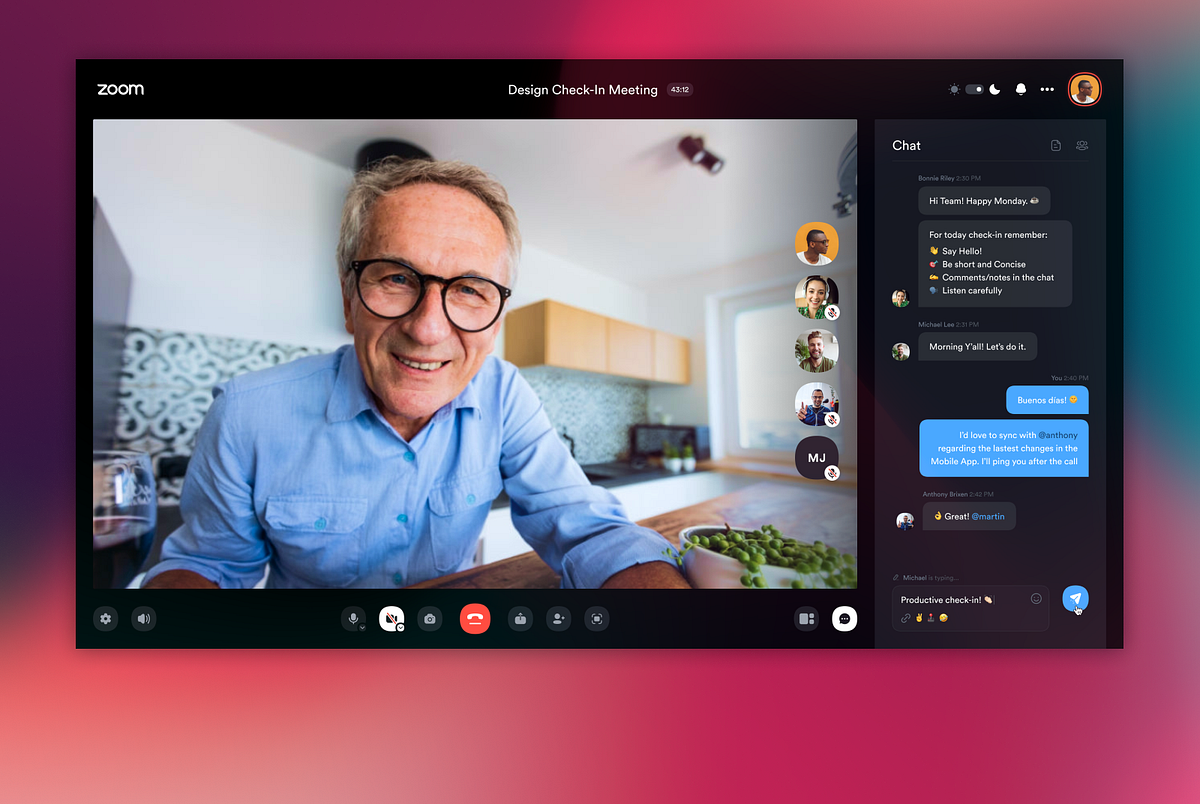 zoom
Design Check-In Meeting 43:12
MJ
Chat
Bonnie Riley 2:30 PM
Hi Team! Happy Monday.
For today check-in remember:
Say Hello!
Be short and Concise
Comments/notes in the chat
Listen carefully
Michael Lee 2:31 PM
Morning Y'all! Let's do it.
You 2:40 PM
Buenos días!
I'd love to sync with @anthony
regarding the lastest changes in the
Mobile App. I'll ping you after the call
Anthony Brixen 2:42 PM
Great! @martin
Michael is typing...
Productive check-in!